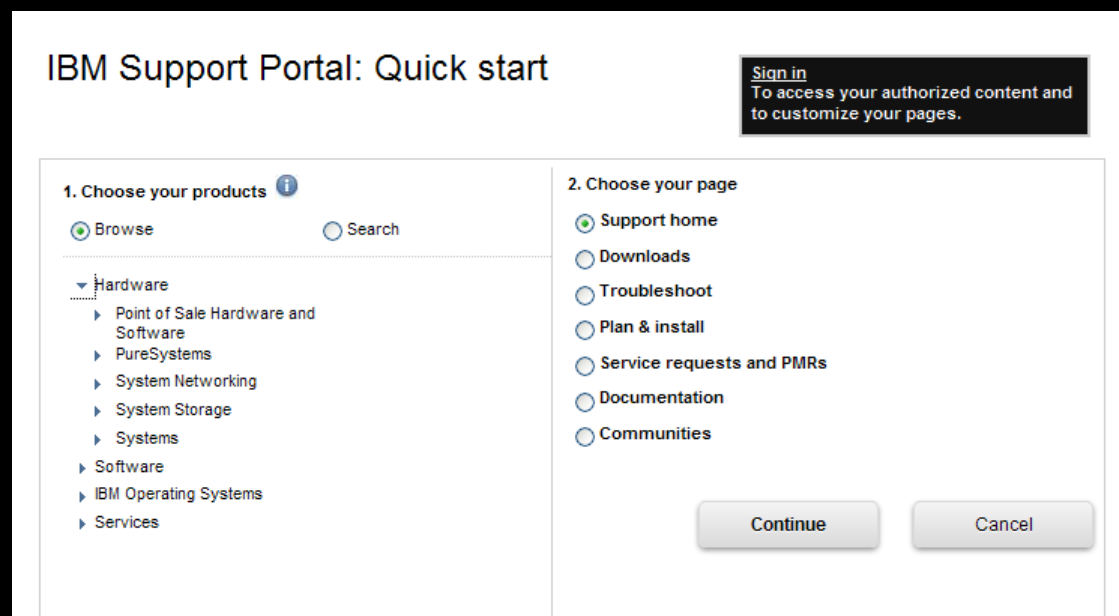 IBM Support Portal: Quick start
Sign in
To access your authorized content and
to customize your pages.
1. Choose your products
Browse
Search
Hardware
Point of Sale Hardware and
Software
PureSystems
System Networking
System Storage
Systems
Software
IBM Operating Systems
Services
2. Choose your page
Support home
Downloads
Troubleshoot
Plan & install
Service requests and PMRs
Documentation
Communities
Continue
Cancel